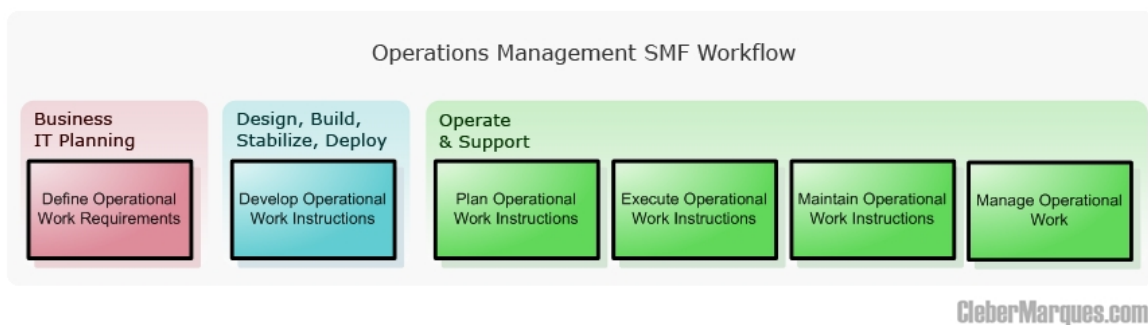 Operations Management SMF Workflow
Business
IT Planning
Define Operational
Work Requirements
Design, Build,
Stabilize, Deploy
Develop Operational
Work Instructions
Operate
& Support
Plan Operational
Work Instructions
Execute Operational
Work Instructions
Maintain Operational
Work Instructions
Manage Operational
Work
CleberMarques.com